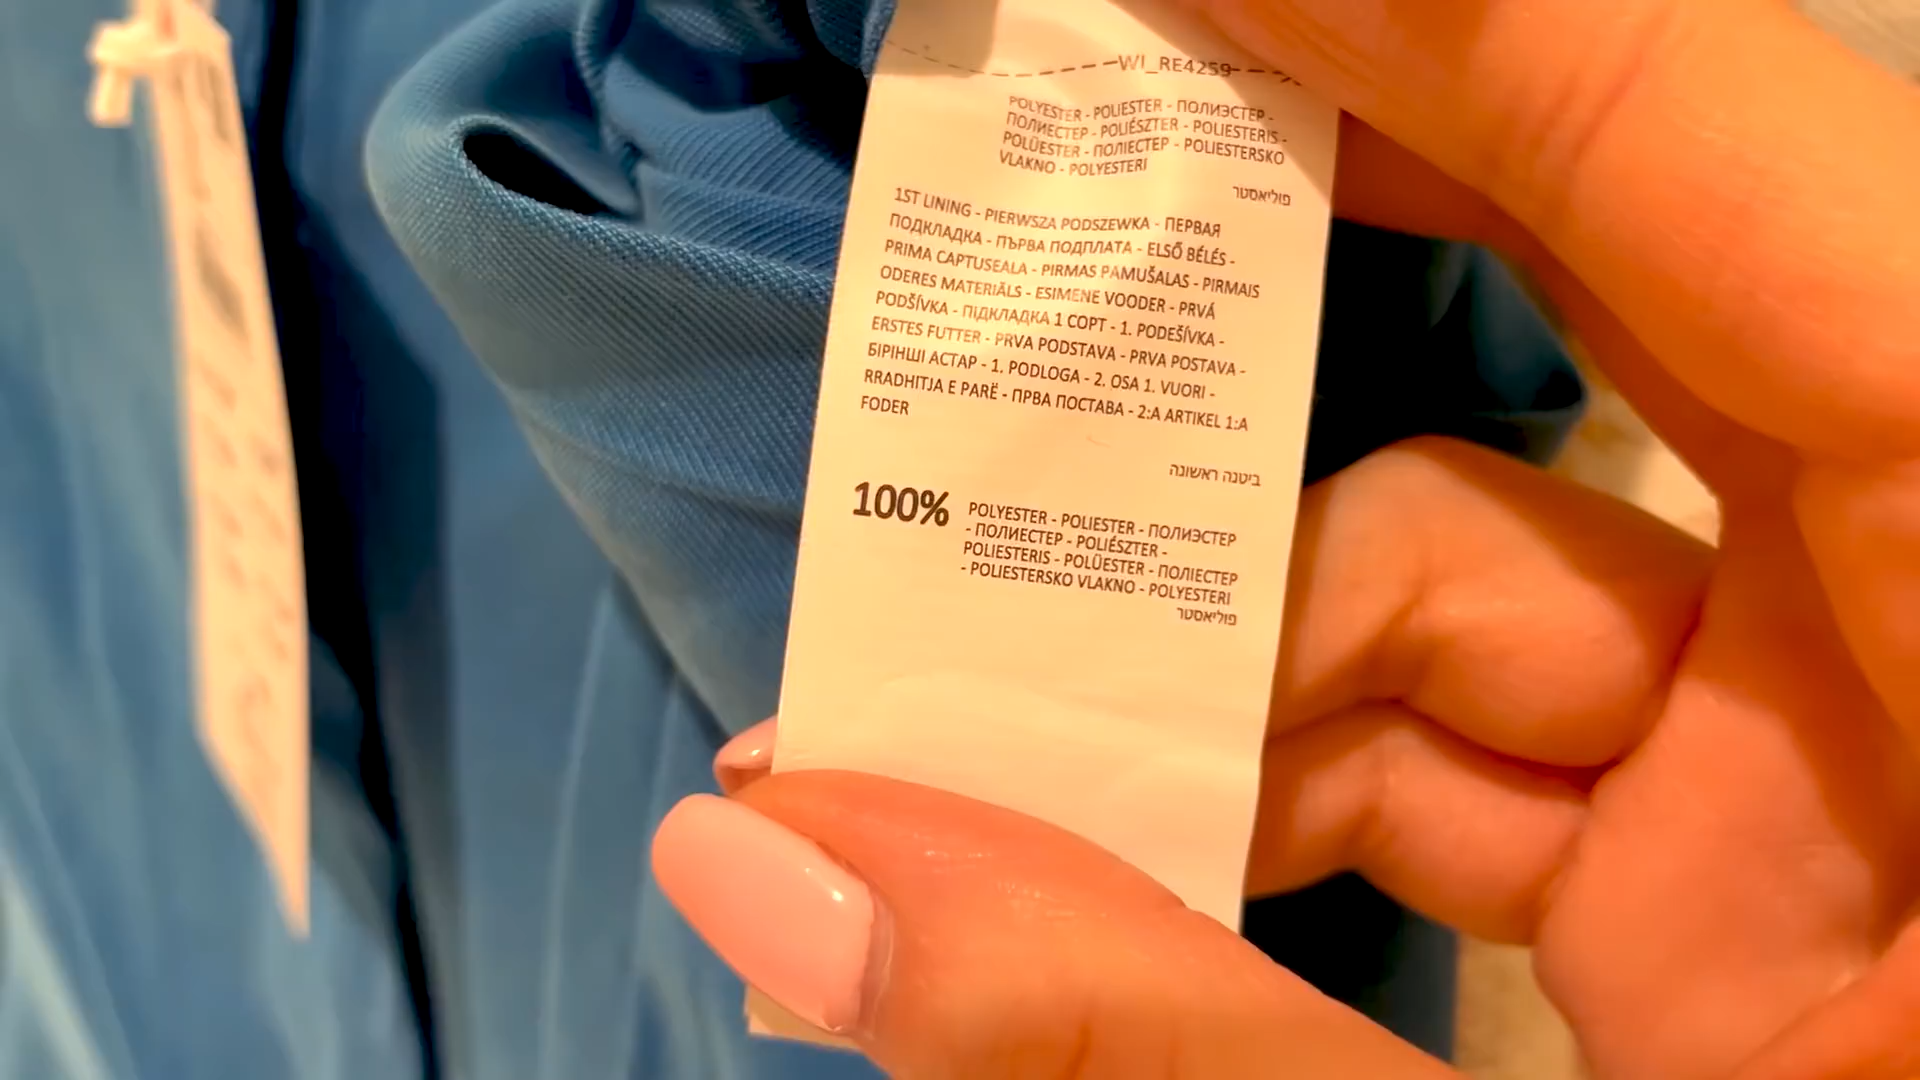 WI_RE4259
POLYESTER - POLIESTER - ПОЛИЭСТЕР -
ПОЛИЕСТЕР - POLIÉSZTER - POLIESTERIS -
POLÜESTER - ПОЛІЕСТЕР - POLIESTERSKO
VLAKNO - POLYESTERI
פוליאסטר
1ST LINING - PIERWSZA PODSZEWKA - ПЕРВАЯ
ПОДКЛАДКА - ПЪРВА ПОДПЛАТА - ELSŐ BÉLÉS -
PRIMA CAPTUSEALA - PIRMAS PAMUŠALAS - PIRMAIS
ODERES MATERIĀLS - ESIMENE VOODER - PRVÁ
PODŠÍVKA - ПІДКЛАДКА 1 СОРТ - 1. PODEŠÍVKA -
ERSTES FUTTER - PRVA PODSTAVA - PRVA POSTAVA -
БІРІНШІ АСТАР - 1. PODLOGA - 2. OSA 1. VUORI -
RRADHITJA E PARË - ПРВА ПОСТАВА - 2:A ARTIKEL 1:A
FODER
ביטנה ראשונה
100% POLYESTER - POLIESTER - ПОЛИЭСТЕР
- ПОЛИЕСТЕР - POLIÉSZTER -
POLIESTERIS - POLÜESTER - ПОЛІЕСТЕР
- POLIESTERSKO VLAKNO - POLYESTERI
פוליאסטר